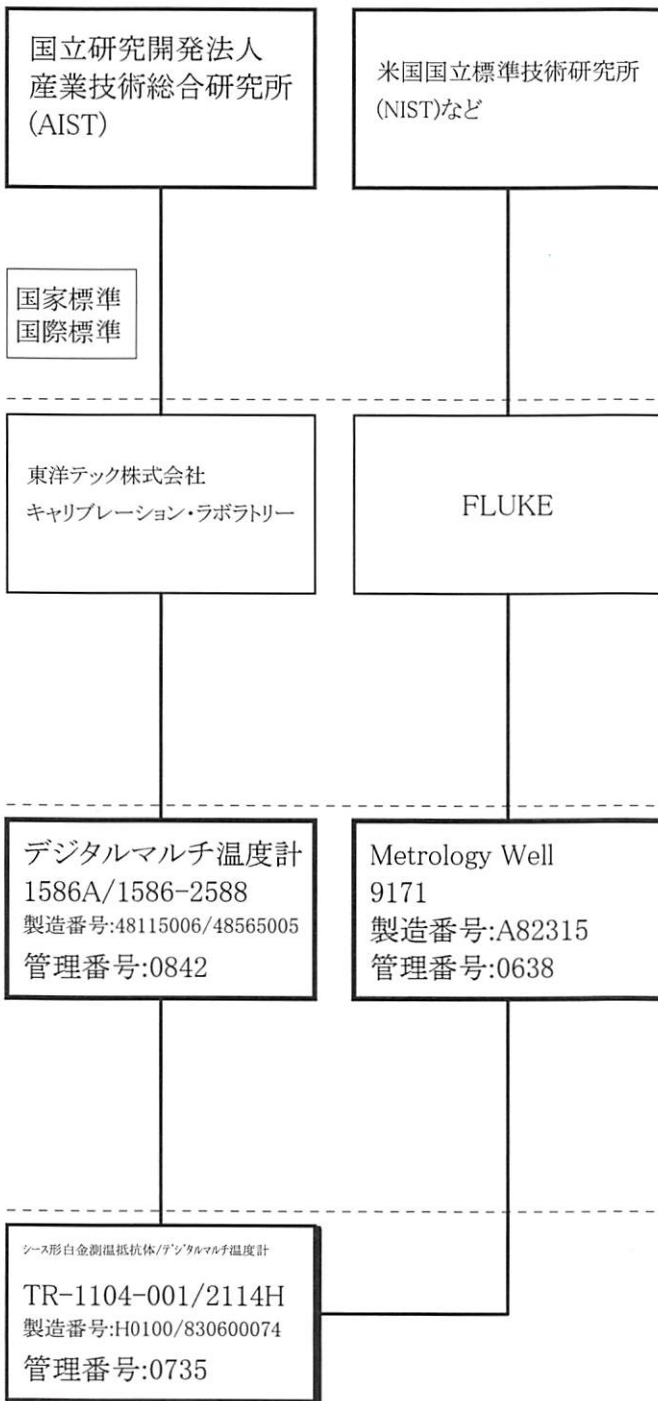 国立研究開発法人
産業技術総合研究所
(AIST)
米国国立標準技術研究所
(NIST)など
国家標準
国際標準
東洋テック株式会社
キャリブレーション・ラボラトリー
FLUKE
デジタルマルチ温度計
1586A/1586-2588
製造番号:48115006/48565005
管理番号:0842
Metrology Well
9171
製造番号:A82315
管理番号:0638
シース形白金測温抵抗体/デジタルマルチ温度計
TR-1104-001/2114H
製造番号:H0100/830600074
管理番号:0735